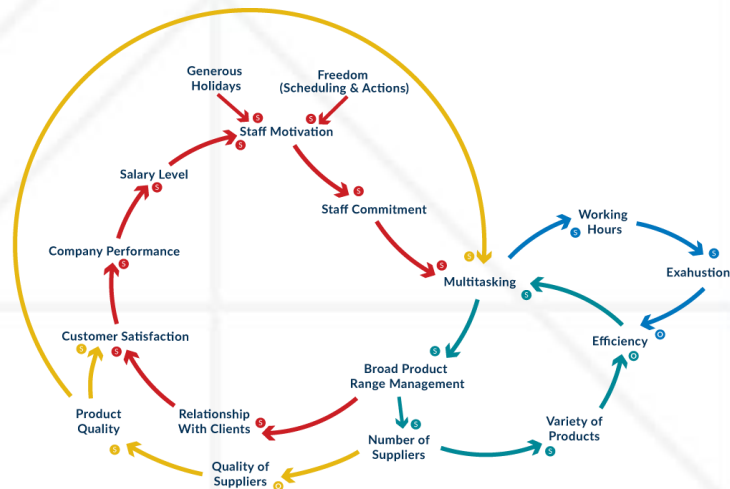 Generous
Holidays
Freedom
(Scheduling & Actions)
S
S
Staff Motivation
S
Salary Level
S
S
Staff Commitment
Working
Hours
S
S
Company Performance
S
S
S
Multitasking
S
Exahustion
Customer Satisfaction
S
S
S
Efficiency
O
O
Broad Product
Range Management
Product
Quality
Relationship
With Clients
S
S
Number of
Suppliers
Variety of
Products
S
S
Quality of
Suppliers
O